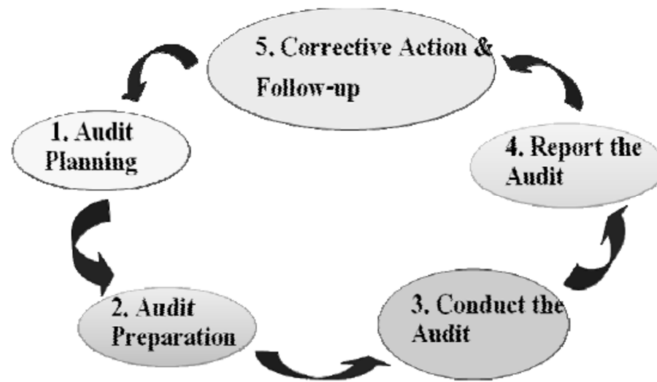 5. Corrective Action &
Follow-up
1. Audit
Planning
4. Report the
Audit
2. Audit
Preparation
3. Conduct the
Audit